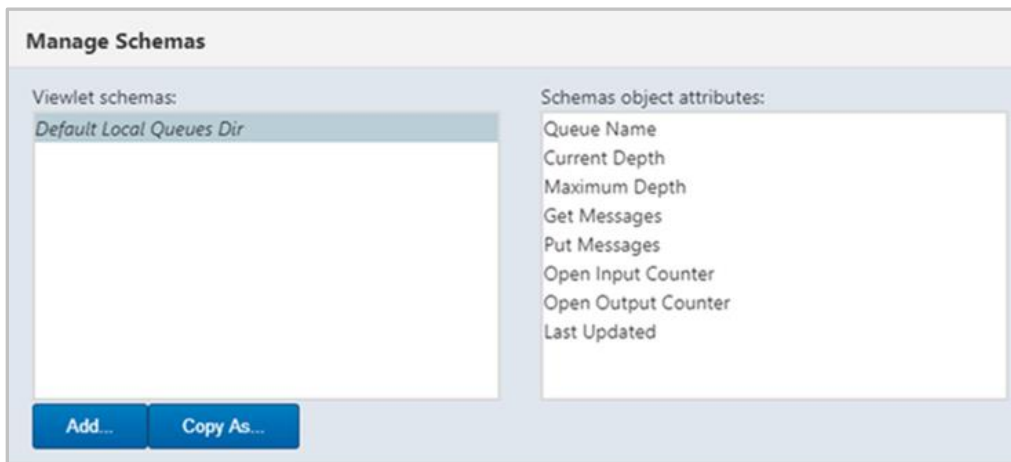 Manage Schemas
Viewlet schemas:
Default Local Queues Dir
Add...
Copy As...
Schemas object attributes:
Queue Name
Current Depth
Maximum Depth
Get Messages
Put Messages
Open Input Counter
Open Output Counter
Last Updated